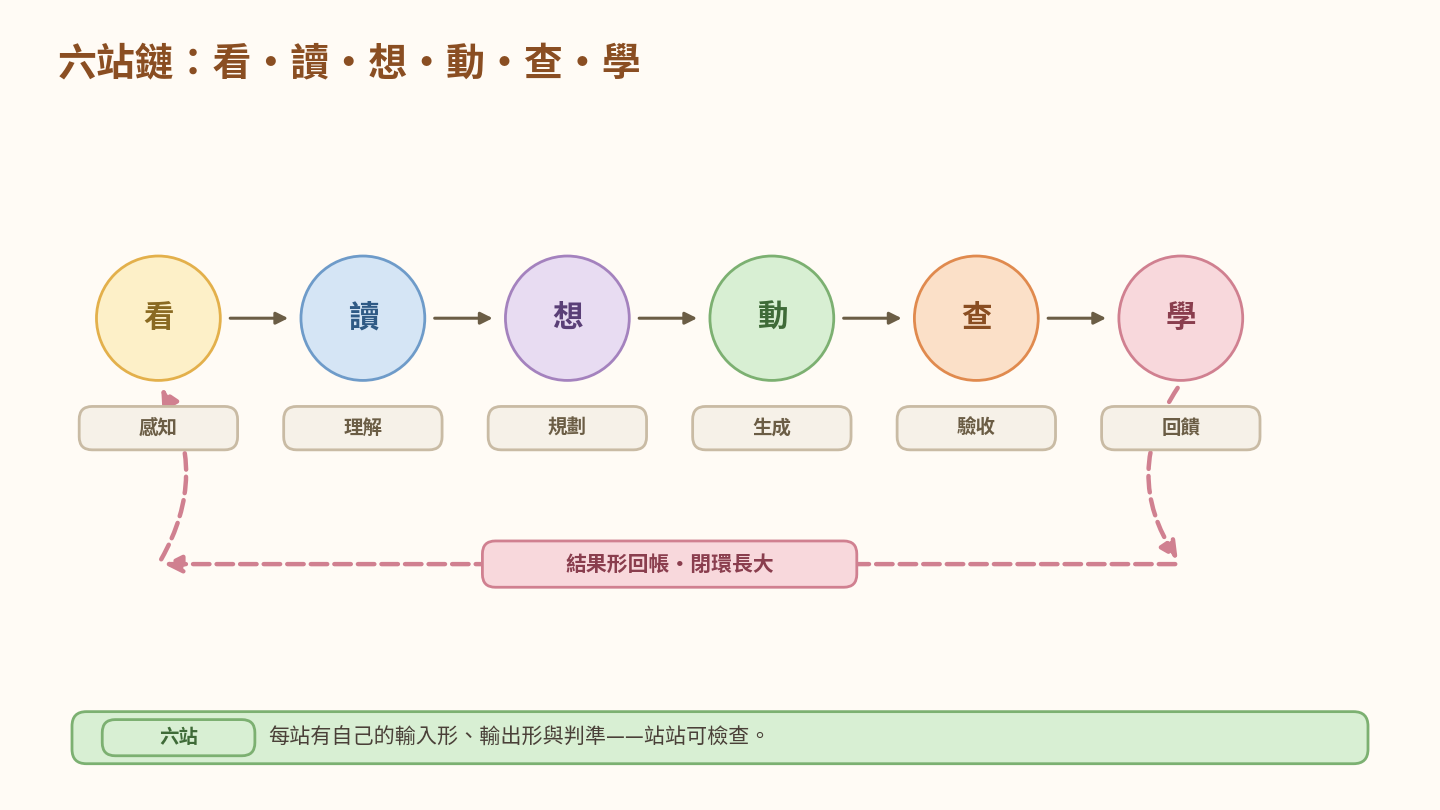 六站鏈：看・讀・想・動・查・學
看
讀
想
動
查
學
感知
理解
規劃
生成
驗收
回饋
結果形回帳・閉環長大
六站
每站有自己的輸入形、輸出形與判準——站站可檢查。